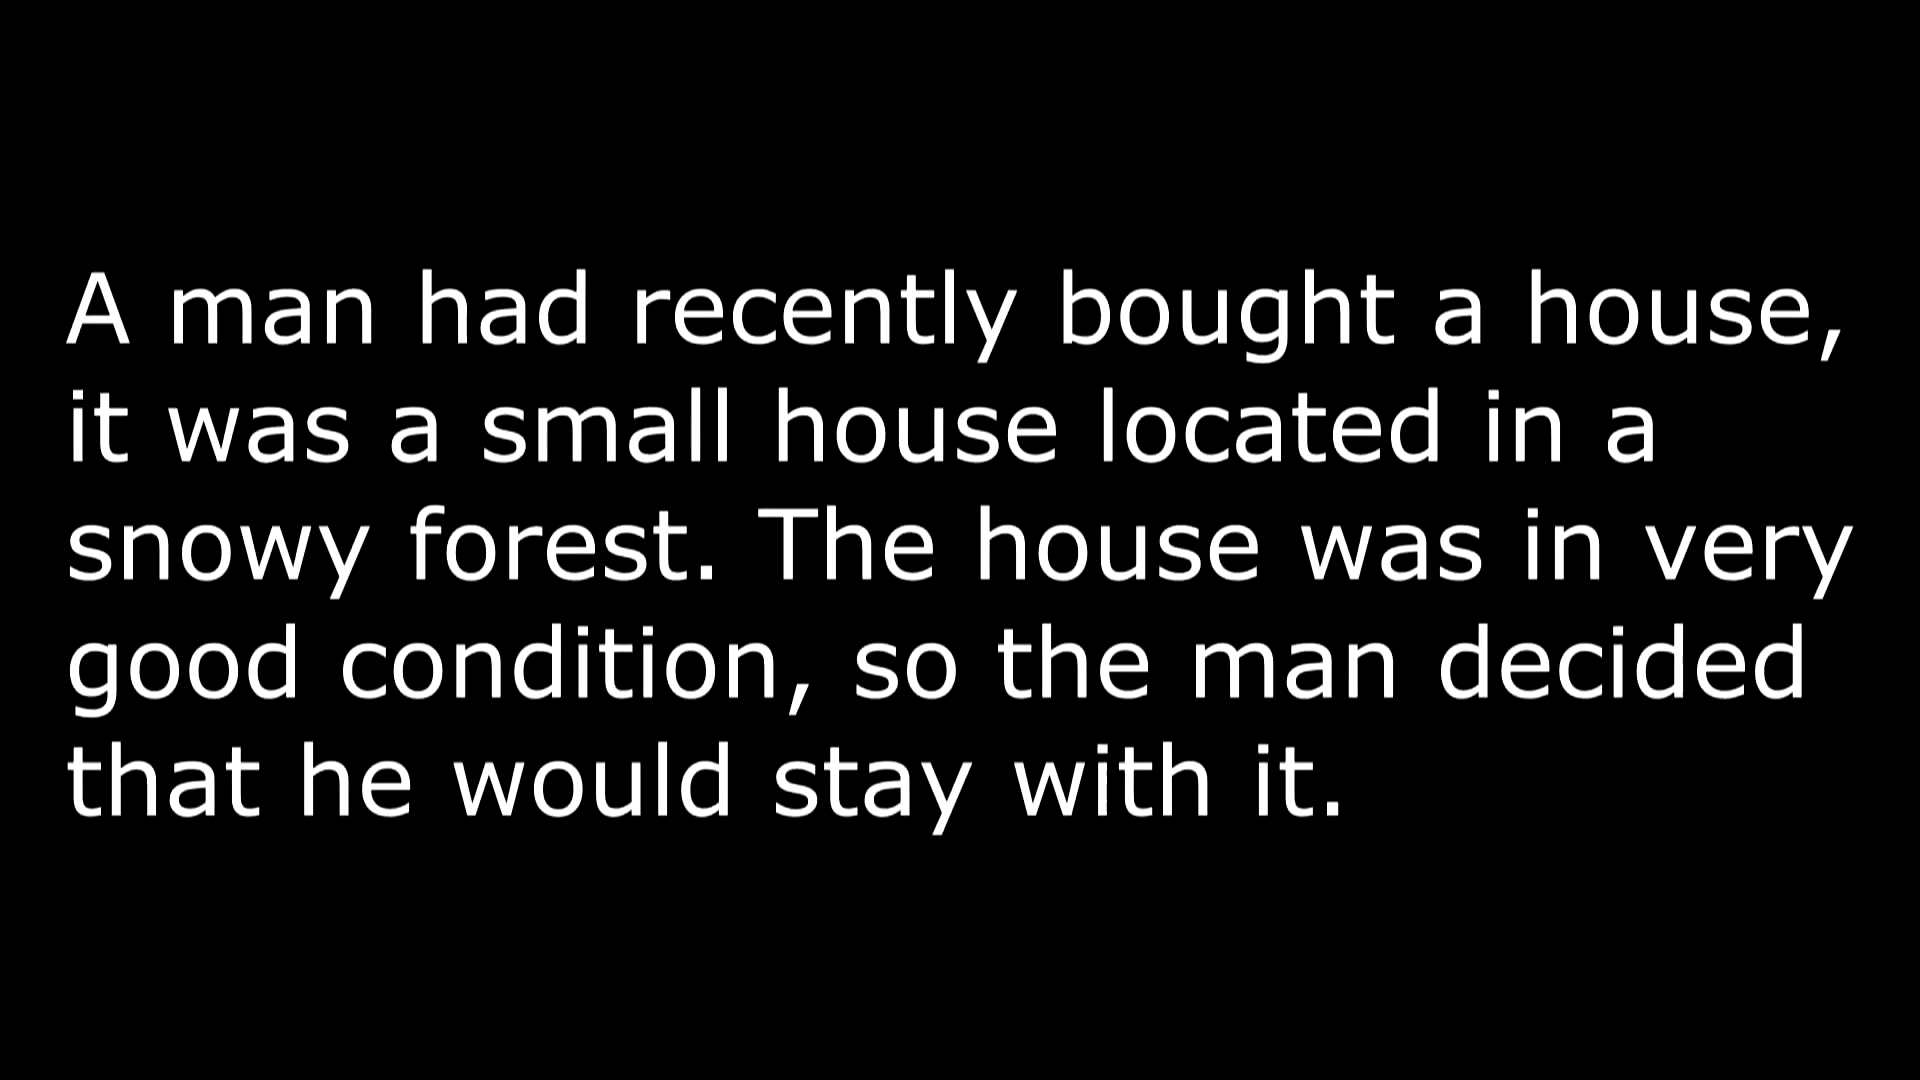 A man had recently bought a house,
it was a small house located in a
snowy forest. The house was in very
good condition, so the man decided
that he would stay with it.